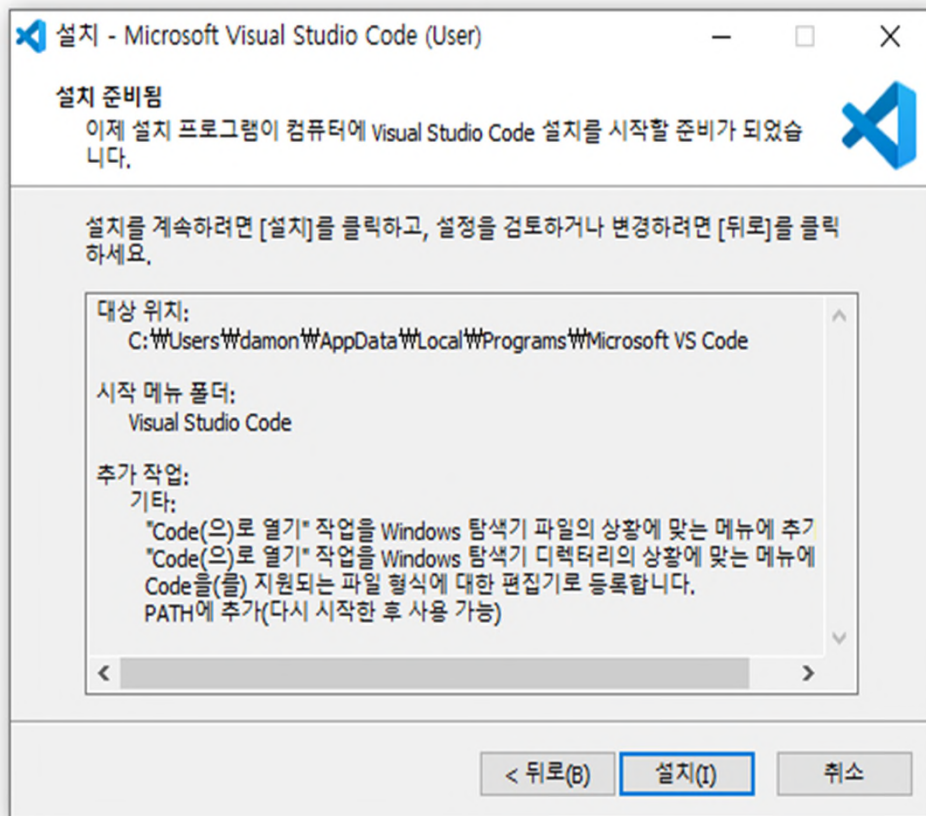 설치 - Microsoft Visual Studio Code (User)
설치 준비됨
이제 설치 프로그램이 컴퓨터에 Visual Studio Code 설치를 시작할 준비가 되었습
니다.
설치를 계속하려면 [설치]를 클릭하고, 설정을 검토하거나 변경하려면 [뒤로]를 클릭
하세요.
대상 위치:
C:₩Users₩damon₩AppData₩Local₩Programs₩Microsoft VS Code
시작 메뉴 폴더:
Visual Studio Code
추가 작업:
기타:
"Code(으)로 열기" 작업을 Windows 탐색기 파일의 상황에 맞는 메뉴에 추가
"Code(으)로 열기" 작업을 Windows 탐색기 디렉터리의 상황에 맞는 메뉴에
Code을(를) 지원되는 파일 형식에 대한 편집기로 등록합니다.
PATH에 추가(다시 시작한 후 사용 가능)
< 뒤로(B) 설치(I) 취소